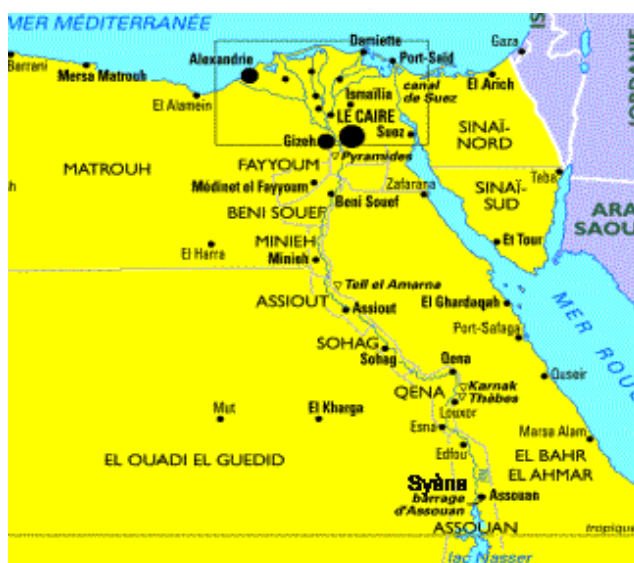 MER MÉDITERRANÉE
Barrani
Mersa Matrouh
Alexandrie
Damiette
Port-Saïd
Gaza
El Alamein
Ismaïlia
canal
de Suez
El Arich
LE CAIRE
Suez
Gizeh
SINAÏ-
NORD
JORDANIE
MATROUH
FAYYOUM
Pyramides
Médinet el Fayyoum
Zafarana
Teba
SINAÏ-
SUD
Beni Souef
BENI SOUEF
ARA
SAOU
MINIEH
El Harra
Minieh
Et Tour
Tell el Amarna
ASSIOUT
Assiout
El Ghardaqah
MER ROU
Port-Safaga
SOHAG
Sohag
Qena
Quseir
QENA
Karnak
Thèbes
Louxor
Mut
El Kharga
Esna
Marsa Alam
Edfou
EL BAHR
EL AHMAR
EL OUADI EL GUEDID
Syène
Assouan
barrage
d'Assouan
ASSOUAN
tropique
lac Nasser